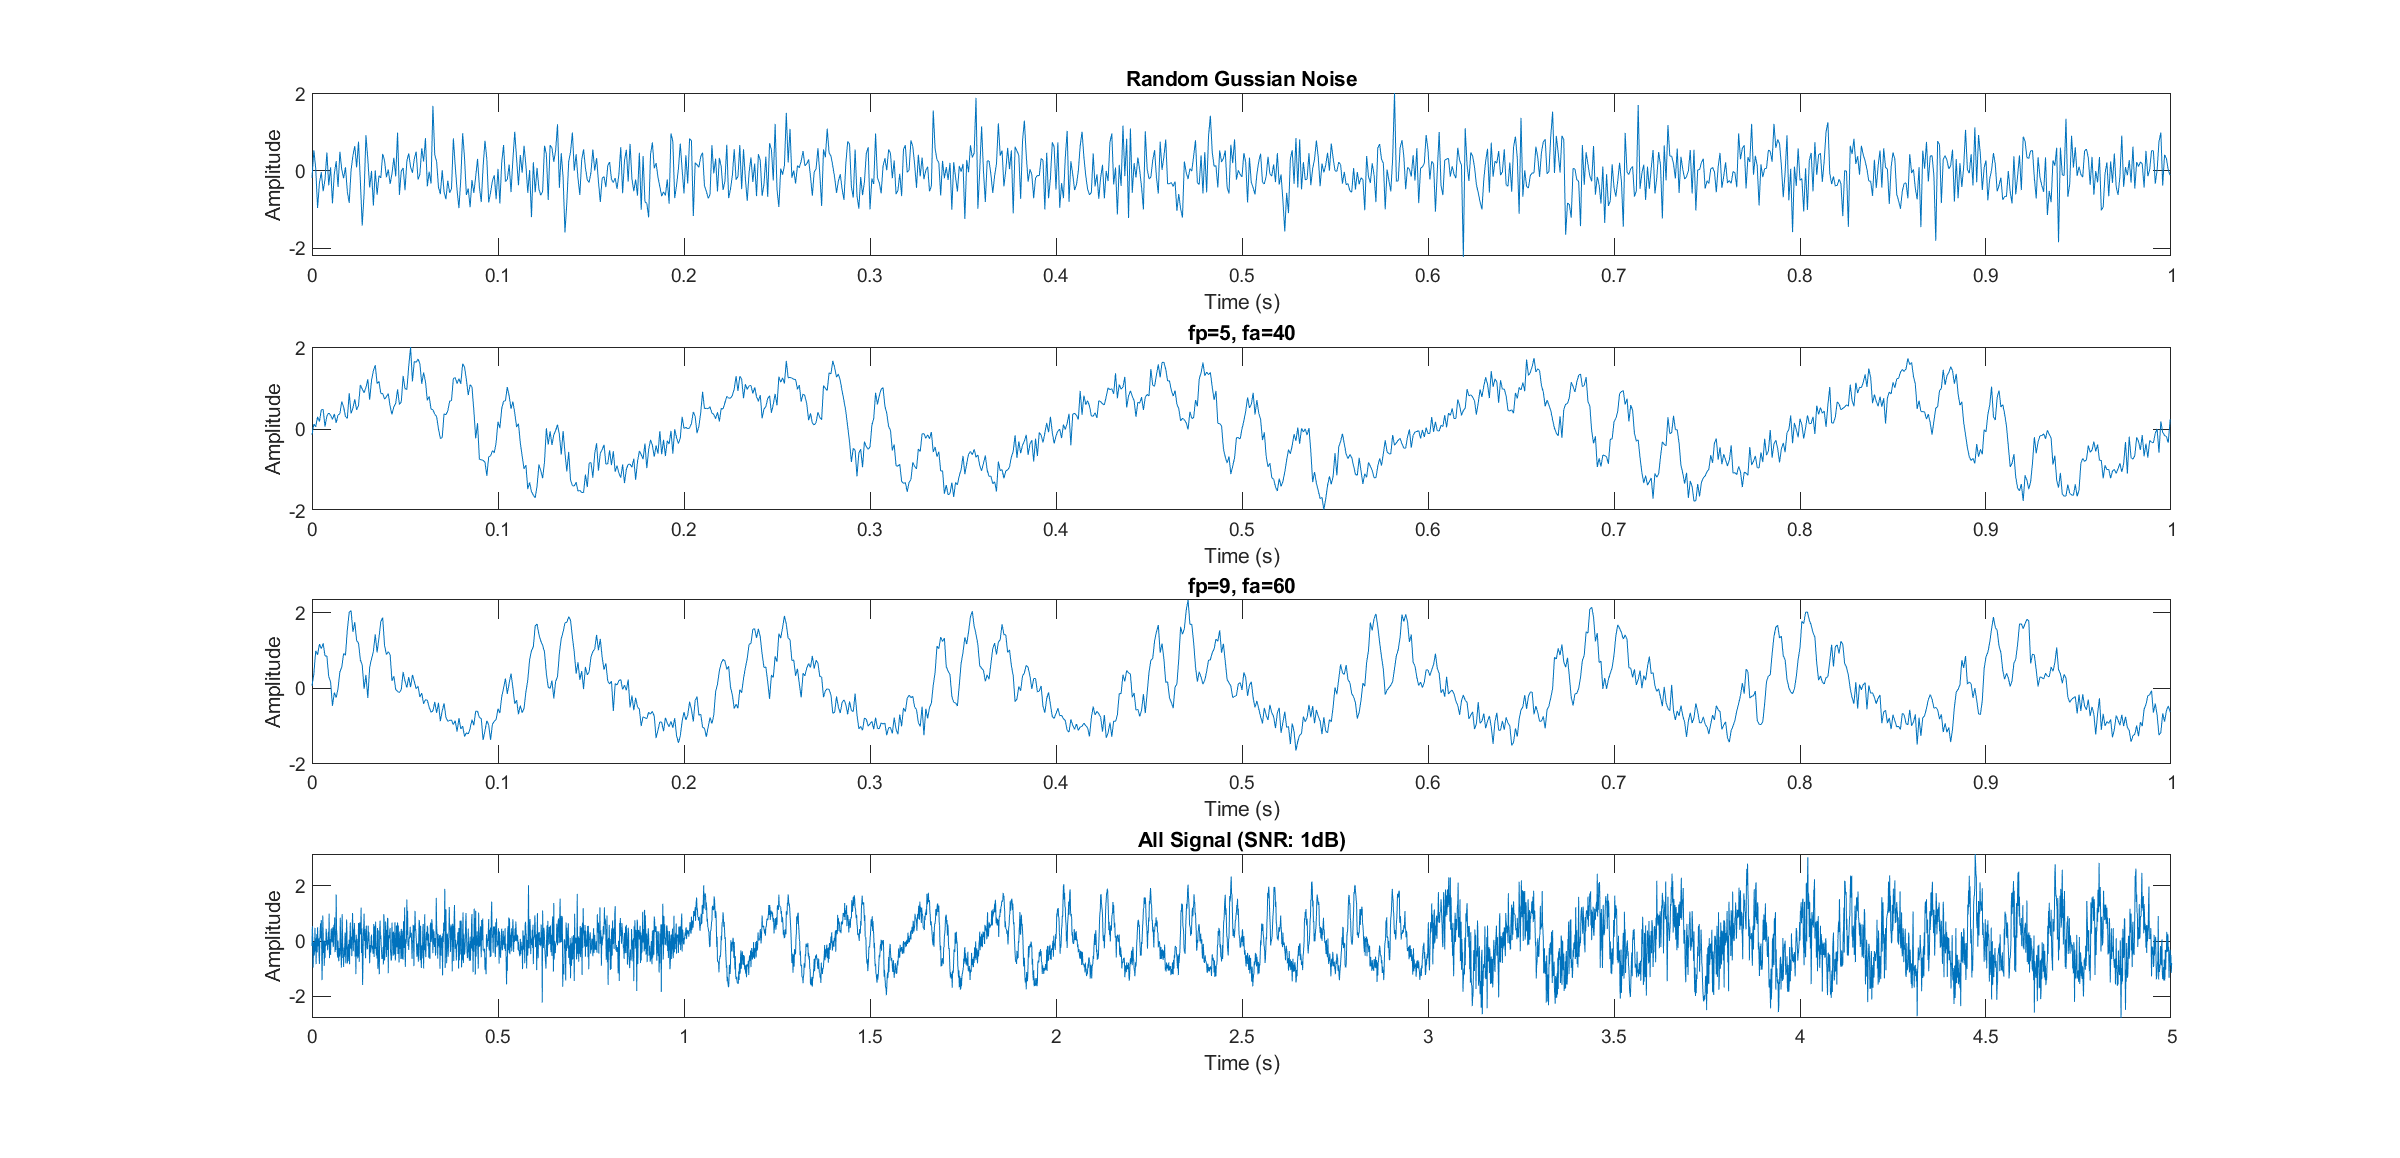 Random Gussian Noise
2
0
-2
Amplitude
0 0.1 0.2 0.3 0.4 0.5 0.6 0.7 0.8 0.9 1
Time (s)
fp=5, fa=40
2
0
-2
Amplitude
0 0.1 0.2 0.3 0.4 0.5 0.6 0.7 0.8 0.9 1
Time (s)
fp=9, fa=60
2
0
-2
Amplitude
0 0.1 0.2 0.3 0.4 0.5 0.6 0.7 0.8 0.9 1
Time (s)
All Signal (SNR: 1dB)
2
0
-2
Amplitude
0 0.5 1 1.5 2 2.5 3 3.5 4 4.5 5
Time (s)